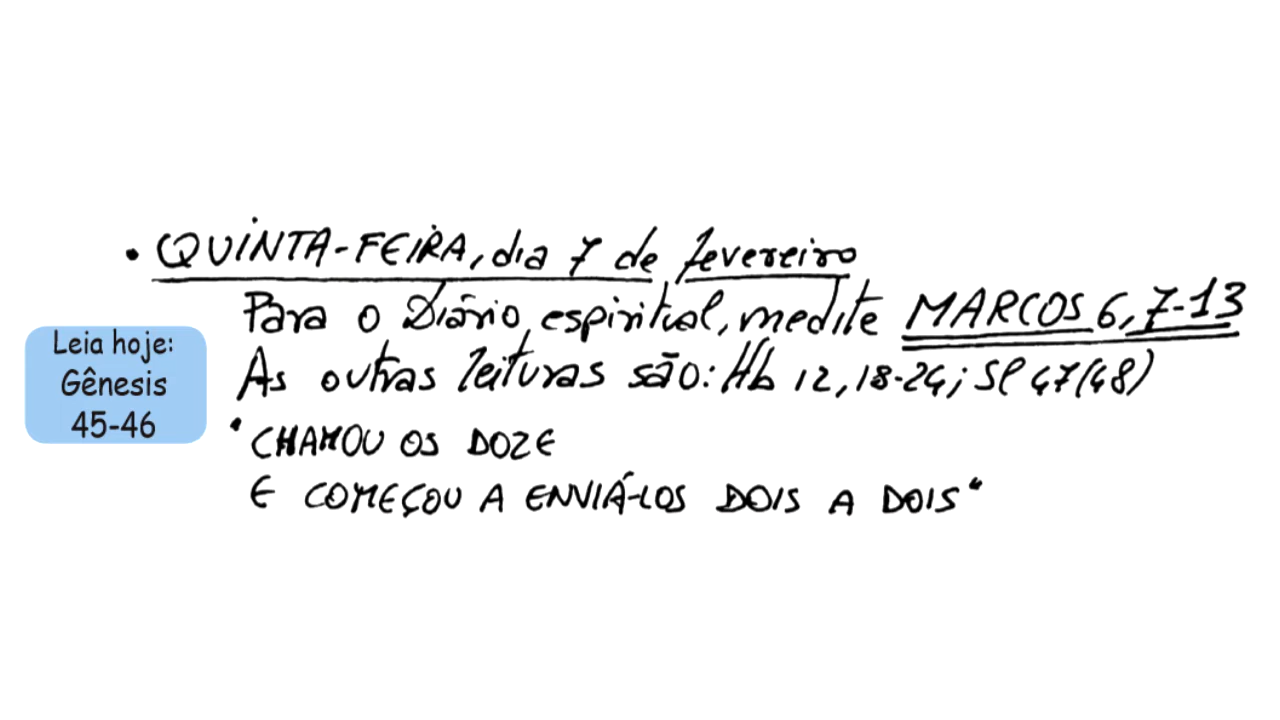 • QUINTA-FEIRA, dia 7 de fevereiro
Para o Diário espiritual, medite MARCOS 6, 7-13
As outras leituras são: Hb 12, 18-24; Sl 47(48)
"CHAMOU OS DOZE
E COMEÇOU A ENVIÁ-LOS DOIS A DOIS"
Leia hoje:
Gênesis
45-46